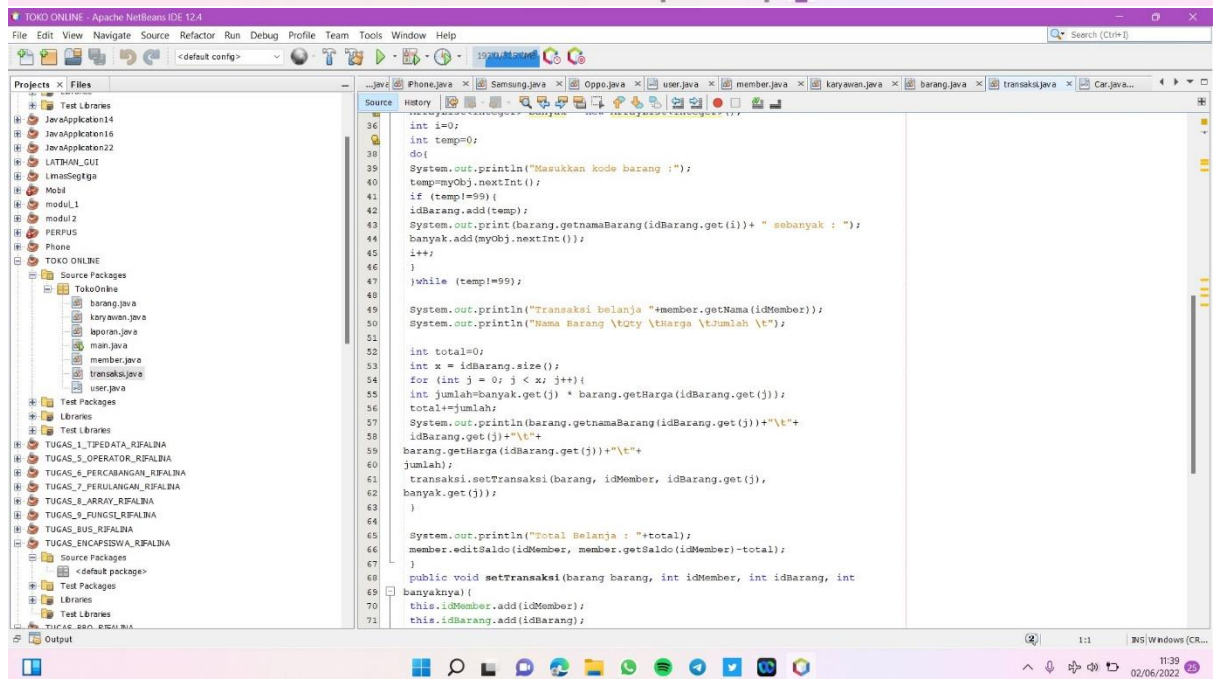 TOKO ONLINE - Apache NetBeans IDE 12.4
File Edit View Navigate Source Refactor Run Debug Profile Team Tools Window Help
Search (Ctrl+I)
<default config>
Projects Files
...java iPhone.java Samsung.java Oppo.java user.java member.java karyawan.java barang.java transaksi.java Car.java...
Source History
Test Libraries
JavaApplication14
JavaApplication16
JavaApplication22
LATIHAN_GUI
LimasSegitiga
Mobil
modul_1
modul 2
PERPUS
Phone
TOKO ONLINE
Source Packages
TokoOnline
barang.java
karyawan.java
laporan.java
main.java
member.java
transaksi.java
user.java
Test Packages
Libraries
Test Libraries
TUGAS_1_TIPEDATA_RIFALINA
TUGAS_5_OPERATOR_RIFALINA
TUGAS_6_PERCABANGAN_RIFALINA
TUGAS_7_PERULANGAN_RIFALINA
TUGAS_8_ARRAY_RIFALINA
TUGAS_9_FUNGSI_RIFALINA
TUGAS_BUS_RIFALINA
TUGAS_ENCAPSISWA_RIFALINA
Source Packages
<default package>
Test Packages
Libraries
Test Libraries
TUGAS_PBO_RIFALINA
ArrayList<Integer> banyak = new ArrayList<Integer>();
36 int i=0;
int temp=0;
38 do{
39 System.out.println("Masukkan kode barang :");
40 temp=myObj.nextInt();
41 if (temp!=99){
42 idBarang.add(temp);
43 System.out.print(barang.getnamaBarang(idBarang.get(i))+ " sebanyak : ");
44 banyak.add(myObj.nextInt());
45 i++;
46 }
47 }while (temp!=99);
48
49 System.out.println("Transaksi belanja "+member.getNama(idMember));
50 System.out.println("Nama Barang \tQty \tHarga \tJumlah \t");
51
52 int total=0;
53 int x = idBarang.size();
54 for (int j = 0; j < x; j++){
55 int jumlah=banyak.get(j) * barang.getHarga(idBarang.get(j));
56 total+=jumlah;
57 System.out.println(barang.getnamaBarang(idBarang.get(j))+"\t"+
58 idBarang.get(j)+"\t"+
59 barang.getHarga(idBarang.get(j))+"\t"+
60 jumlah);
61 transaksi.setTransaksi(barang, idMember, idBarang.get(j),
62 banyak.get(j));
63 }
64
65 System.out.println("Total Belanja : "+total);
66 member.editSaldo(idMember, member.getSaldo(idMember)-total);
67 }
68 public void setTransaksi(barang barang, int idMember, int idBarang, int
69 banyaknya){
70 this.idMember.add(idMember);
71 this.idBarang.add(idBarang);
Output
2 1:1 INS Windows (CR...
11:39
02/06/2022 25